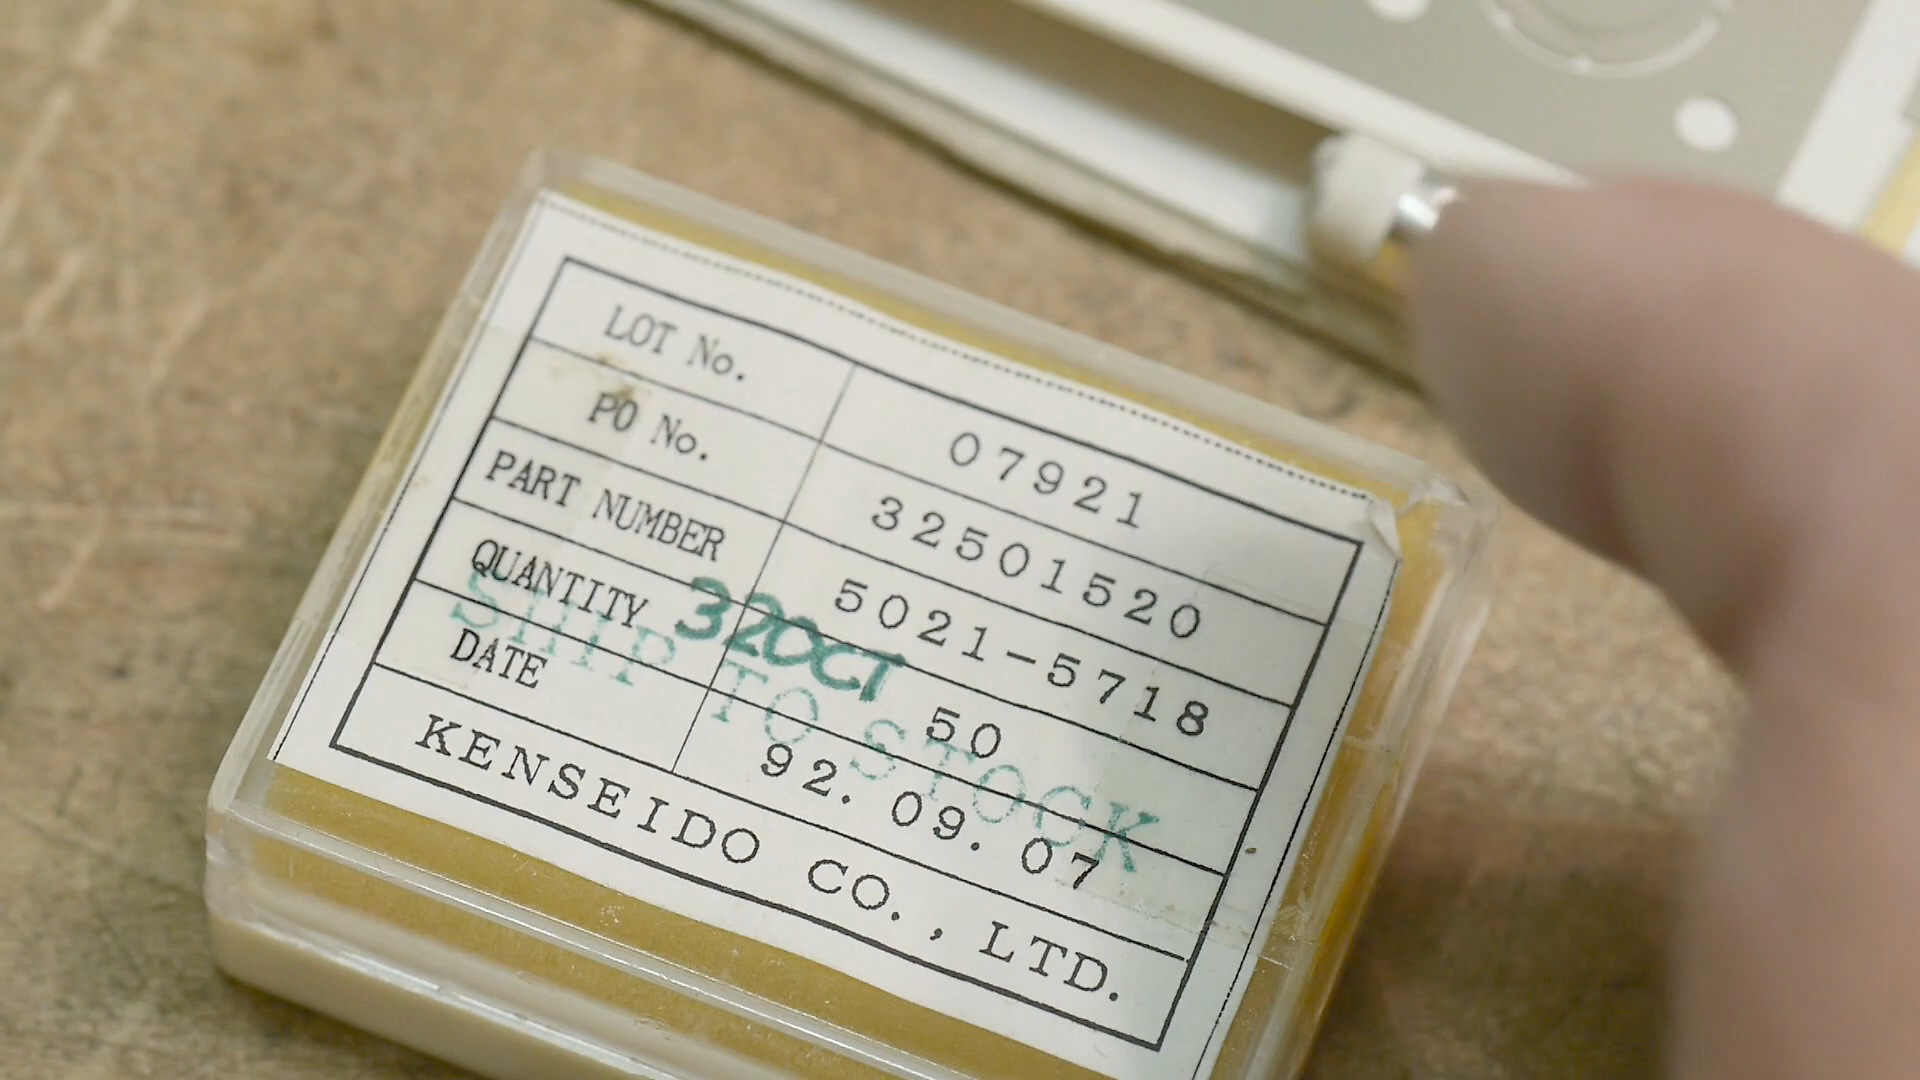 LOT No. 07921
PO No. 32501520
PART NUMBER 5021-5718
QUANTITY 50
320CT
SHIP TO STOCK
DATE 92. 09. 07
KENSEIDO CO., LTD.